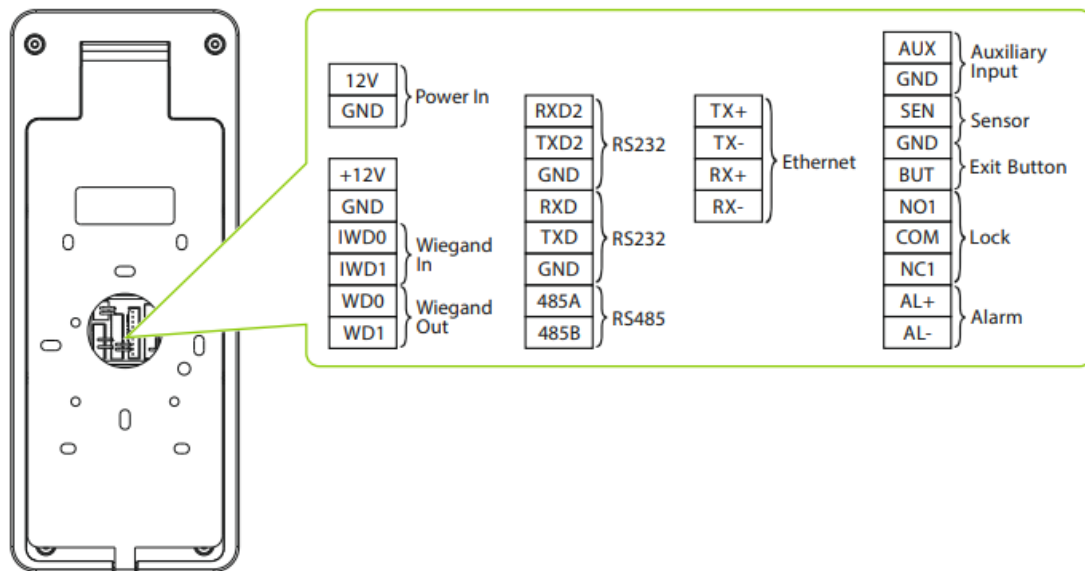 12V
GND
Power In
+12V
GND
IWD0
IWD1
Wiegand
In
WD0
WD1
Wiegand
Out
RXD2
TXD2
GND
RS232
RXD
TXD
GND
RS232
485A
485B
RS485
TX+
TX-
RX+
RX-
Ethernet
AUX
GND
Auxiliary
Input
SEN
GND
Sensor
BUT
Exit Button
NO1
COM
NC1
Lock
AL+
AL-
Alarm